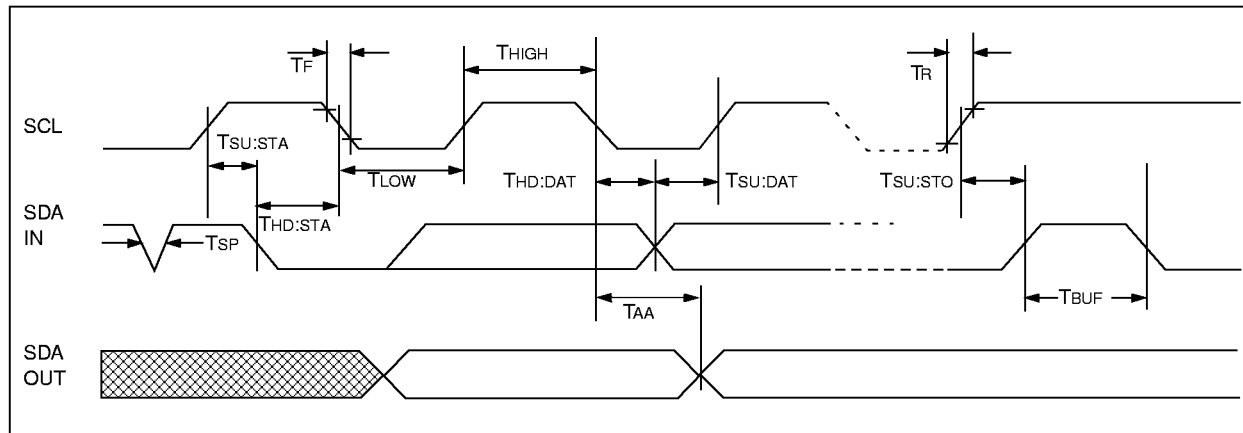 TF
THIGH
TR
SCL
TSU:STA
TLOW
THD:DAT
TSU:DAT
TSU:STO
SDA
IN
TSP
THD:STA
TAA
TBUF
SDA
OUT